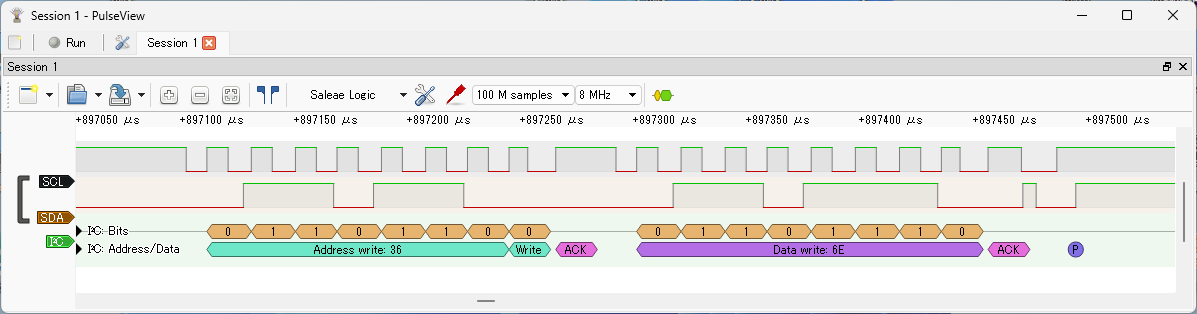 Session 1 - PulseView
Run Session 1
Session 1
Saleae Logic 100 M samples 8 MHz
+897050 μs +897100 μs +897150 μs +897200 μs +897250 μs +897300 μs +897350 μs +897400 μs +897450 μs +897500 μs
SCL
SDA
I²C: Bits 0 1 1 0 1 1 0 0 0 1 1 0 1 1 1 0
I²C I²C: Address/Data Address write: 36 Write ACK Data write: 6E ACK P